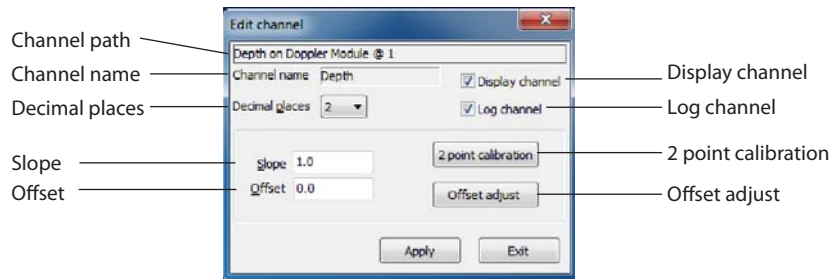 Edit channel
Channel path
Depth on Doppler Module @ 1
Channel name
Channel name Depth
Display channel
Display channel
Decimal places
Decimal places 2
Log channel
Log channel
Slope
Slope 1.0
2 point calibration
2 point calibration
Offset
Offset 0.0
Offset adjust
Offset adjust
Apply
Exit